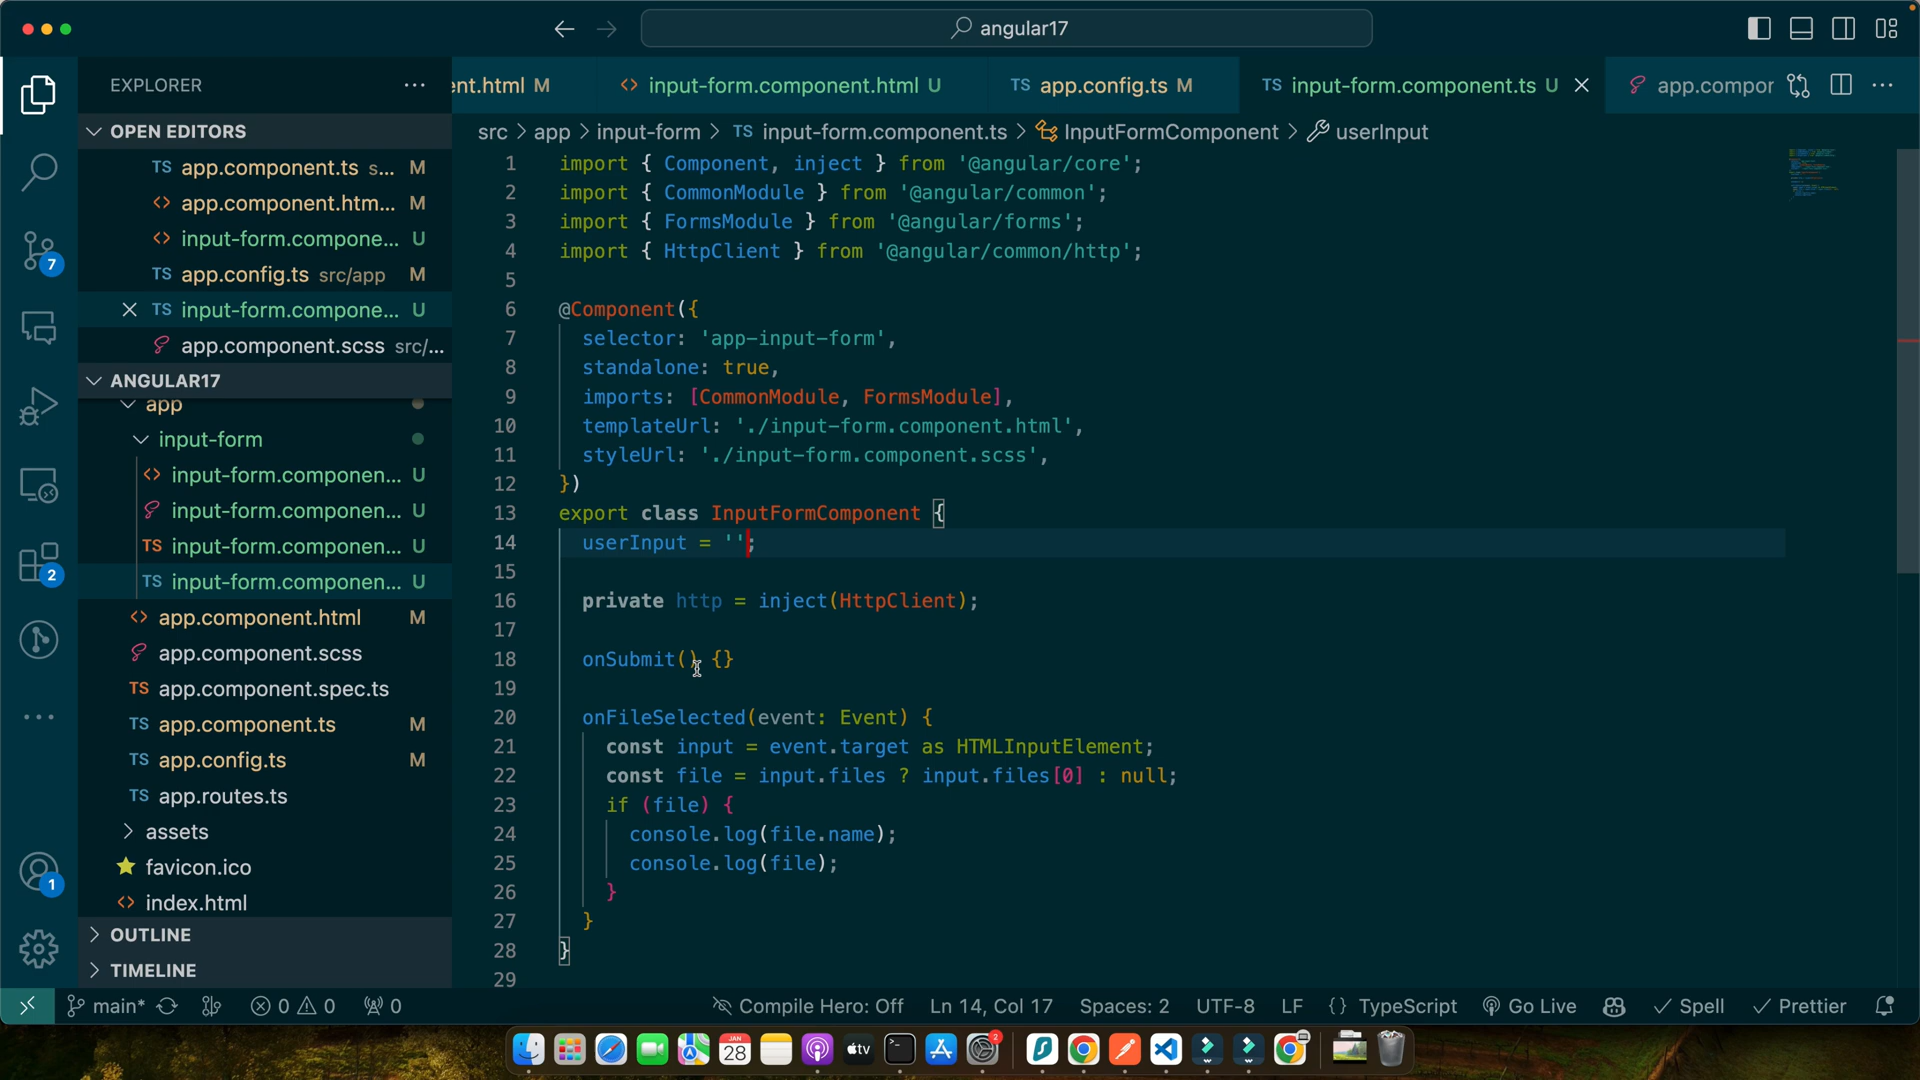 angular17
EXPLORER
ent.html M
input-form.component.html U
TS app.config.ts M
TS input-form.component.ts U
app.compor
OPEN EDITORS
TS app.component.ts s... M
app.component.htm... M
input-form.compone... U
TS app.config.ts src/app M
TS input-form.compone... U
app.component.scss src/...
ANGULAR17
app
input-form
input-form.componen... U
input-form.componen... U
TS input-form.componen... U
TS input-form.componen... U
app.component.html M
app.component.scss
TS app.component.spec.ts
TS app.component.ts M
TS app.config.ts M
TS app.routes.ts
assets
favicon.ico
index.html
OUTLINE
TIMELINE
7
2
1
src > app > input-form > TS input-form.component.ts > InputFormComponent > userInput
1 import { Component, inject } from '@angular/core';
2 import { CommonModule } from '@angular/common';
3 import { FormsModule } from '@angular/forms';
4 import { HttpClient } from '@angular/common/http';
5
6 @Component({
7 selector: 'app-input-form',
8 standalone: true,
9 imports: [CommonModule, FormsModule],
10 templateUrl: './input-form.component.html',
11 styleUrl: './input-form.component.scss',
12 })
13 export class InputFormComponent {
14 userInput = '';
15
16 private http = inject(HttpClient);
17
18 onSubmit() {}
19
20 onFileSelected(event: Event) {
21 const input = event.target as HTMLInputElement;
22 const file = input.files ? input.files[0] : null;
23 if (file) {
24 console.log(file.name);
25 console.log(file);
26 }
27 }
28 }
29
main* 0 0 0 Compile Hero: Off Ln 14, Col 17 Spaces: 2 UTF-8 LF {} TypeScript Go Live Spell Prettier
JAN
28
tv
2